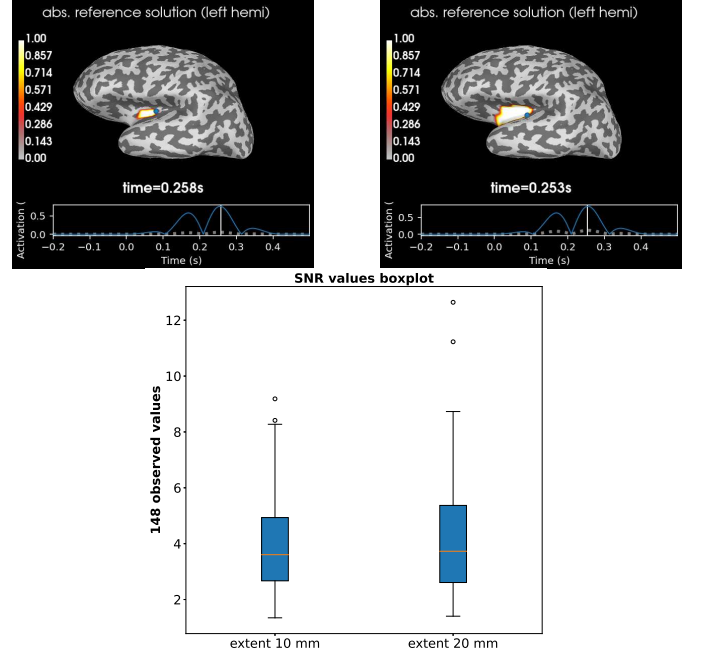 abs. reference solution (left hemi)
1.00
0.857
0.714
0.571
0.429
0.286
0.143
0.00
time=0.258s
Activation (
0.5
0.0
−0.2 −0.1 0.0 0.1 0.2 0.3 0.4
Time (s)
abs. reference solution (left hemi)
1.00
0.857
0.714
0.571
0.429
0.286
0.143
0.00
time=0.253s
Activation (
0.5
0.0
−0.2 −0.1 0.0 0.1 0.2 0.3 0.4
Time (s)
SNR values boxplot
148 observed values
12
10
8
6
4
2
extent 10 mm extent 20 mm